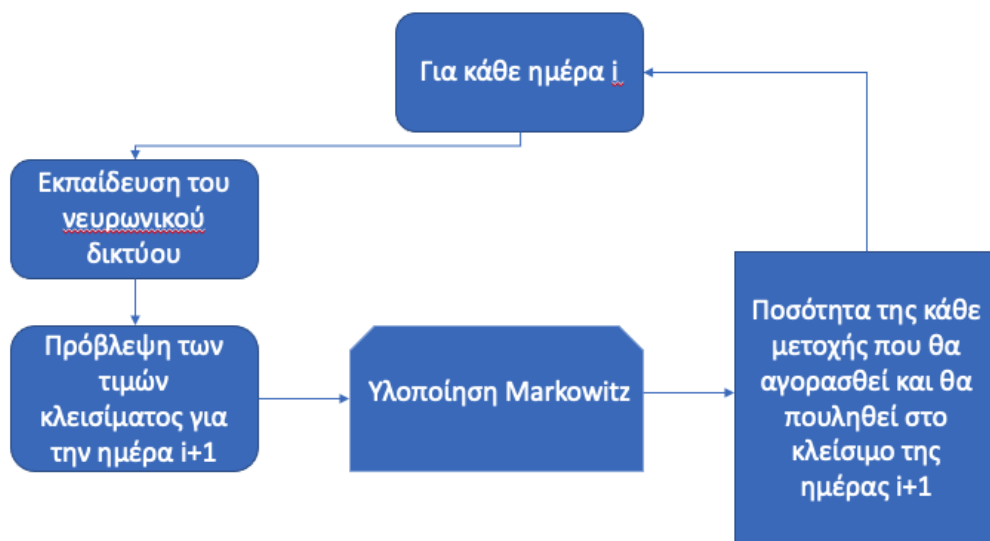 Για κάθε ημέρα i
Εκπαίδευση του
νευρωνικού
δικτύου
Πρόβλεψη των
τιμών
κλεισίματος για
την ημέρα i+1
Υλοποίηση Markowitz
Ποσότητα της κάθε
μετοχής που θα
αγορασθεί και θα
πουληθεί στο
κλείσιμο της
ημέρας i+1